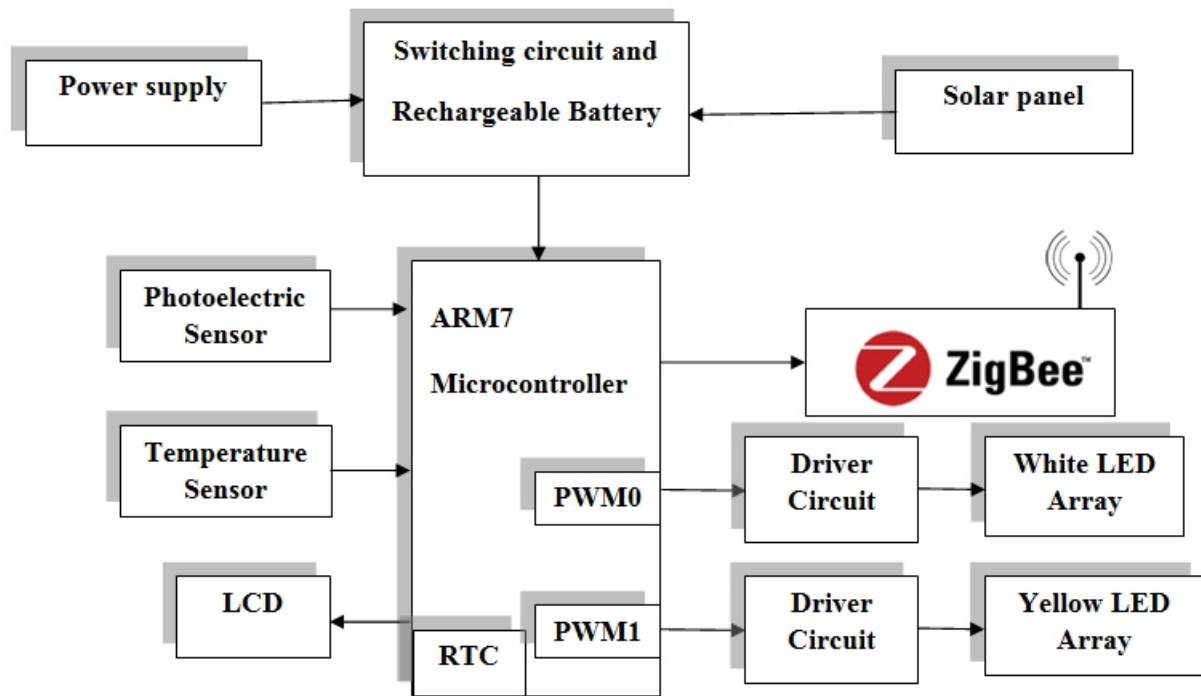 Power supply
Switching circuit and
Rechargeable Battery
Solar panel
Photoelectric
Sensor
ARM7
Microcontroller
ZigBee™
Temperature
Sensor
PWM0
Driver
Circuit
White LED
Array
LCD
RTC
PWM1
Driver
Circuit
Yellow LED
Array